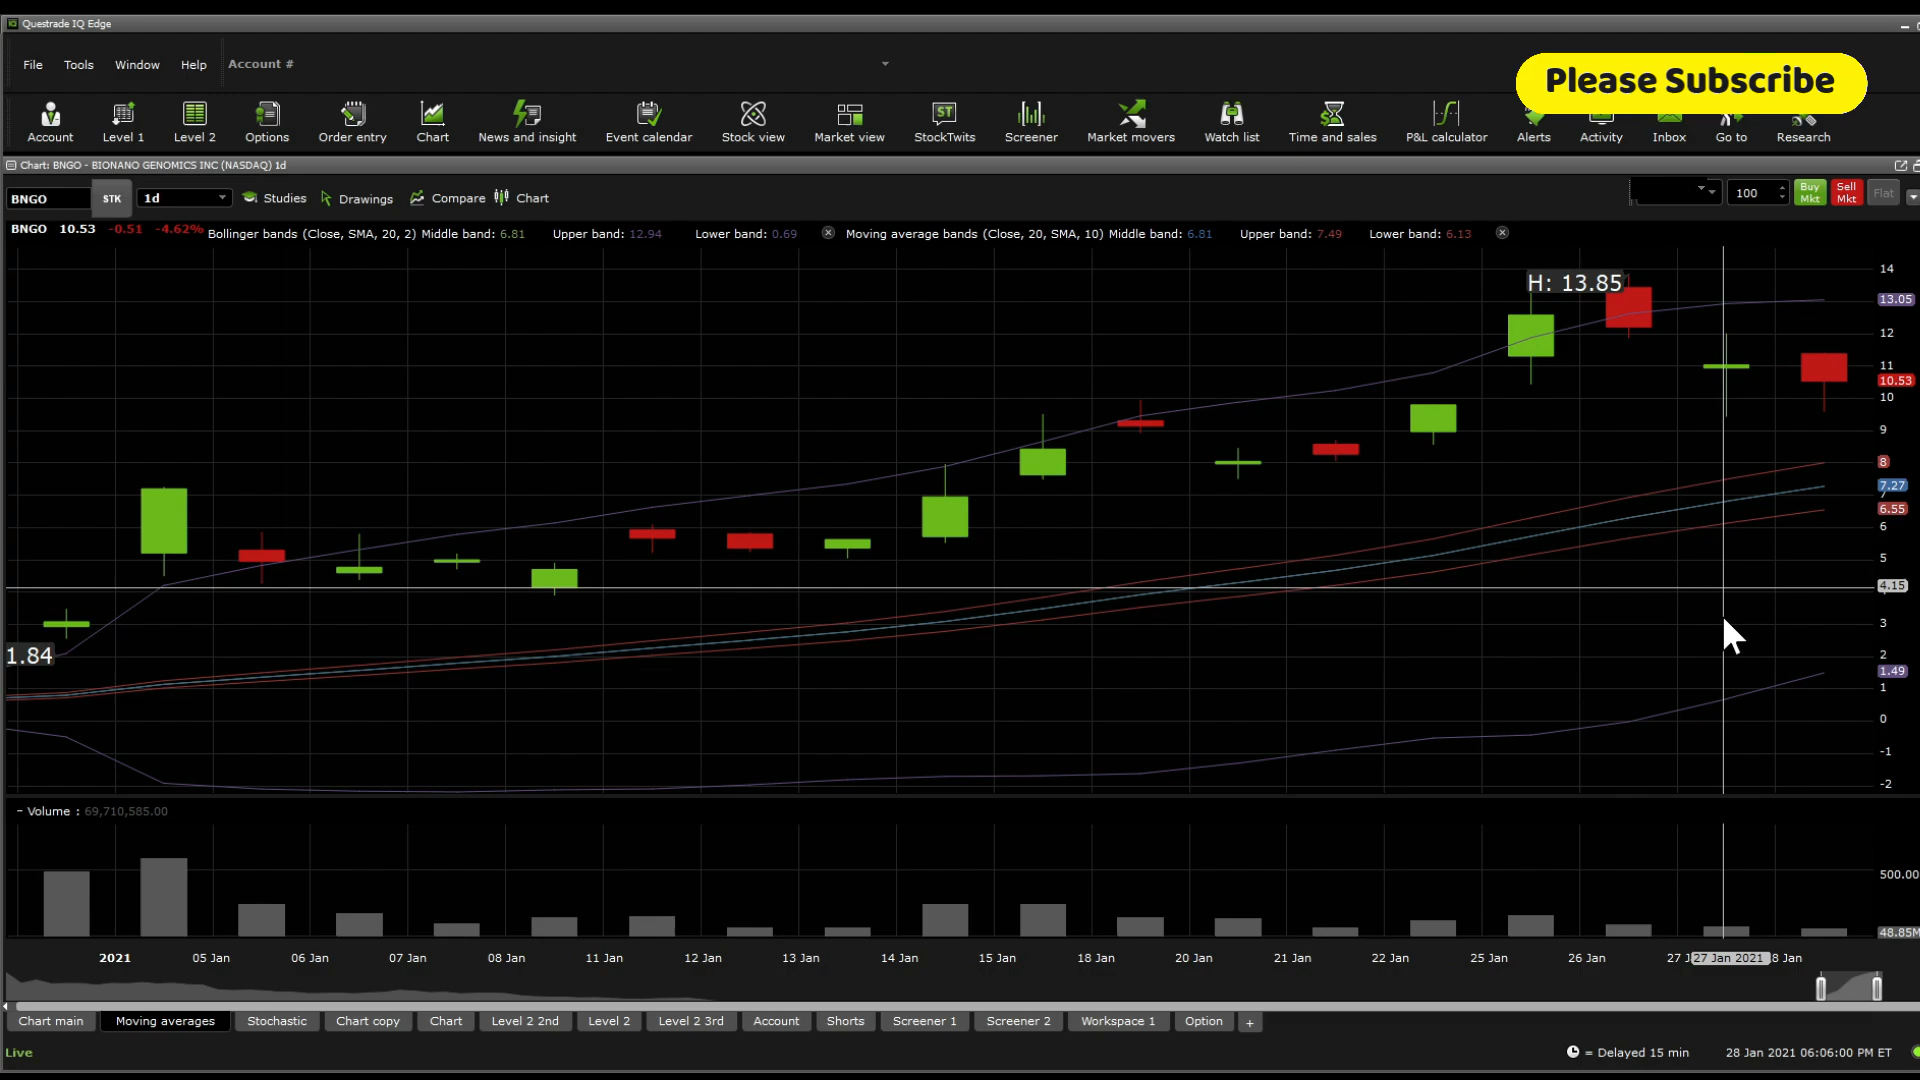 Questrade IQ Edge
File Tools Window Help Account #
Please Subscribe
Account Level 1 Level 2 Options Order entry Chart News and insight Event calendar Stock view Market view StockTwits Screener Market movers Watch list Time and sales P&L calculator Alerts Activity Inbox Go to Research
Chart: BNGO - BIONANO GENOMICS INC (NASDAQ) 1d
BNGO STK 1d Studies Drawings Compare Chart 100 Buy Mkt Sell Mkt Flat
BNGO 10.53 -0.51 -4.62% Bollinger bands (Close, SMA, 20, 2) Middle band: 6.81 Upper band: 12.94 Lower band: 0.69 Moving average bands (Close, 20, SMA, 10) Middle band: 6.81 Upper band: 7.49 Lower band: 6.13
14
H: 13.85
13.05
12
11
10.53
10
9
8
7.27
7
6.55
6
5
4.15
3
1.84
2
1.49
1
0
-1
-2
- Volume : 69,710,585.00
500.00
48.85M
2021 05 Jan 06 Jan 07 Jan 08 Jan 11 Jan 12 Jan 13 Jan 14 Jan 15 Jan 18 Jan 20 Jan 21 Jan 22 Jan 25 Jan 26 Jan 27 J 27 Jan 2021 8 Jan
Chart main Moving averages Stochastic Chart copy Chart Level 2 2nd Level 2 Level 2 3rd Account Shorts Screener 1 Screener 2 Workspace 1 Option +
Live = Delayed 15 min 28 Jan 2021 06:06:00 PM ET